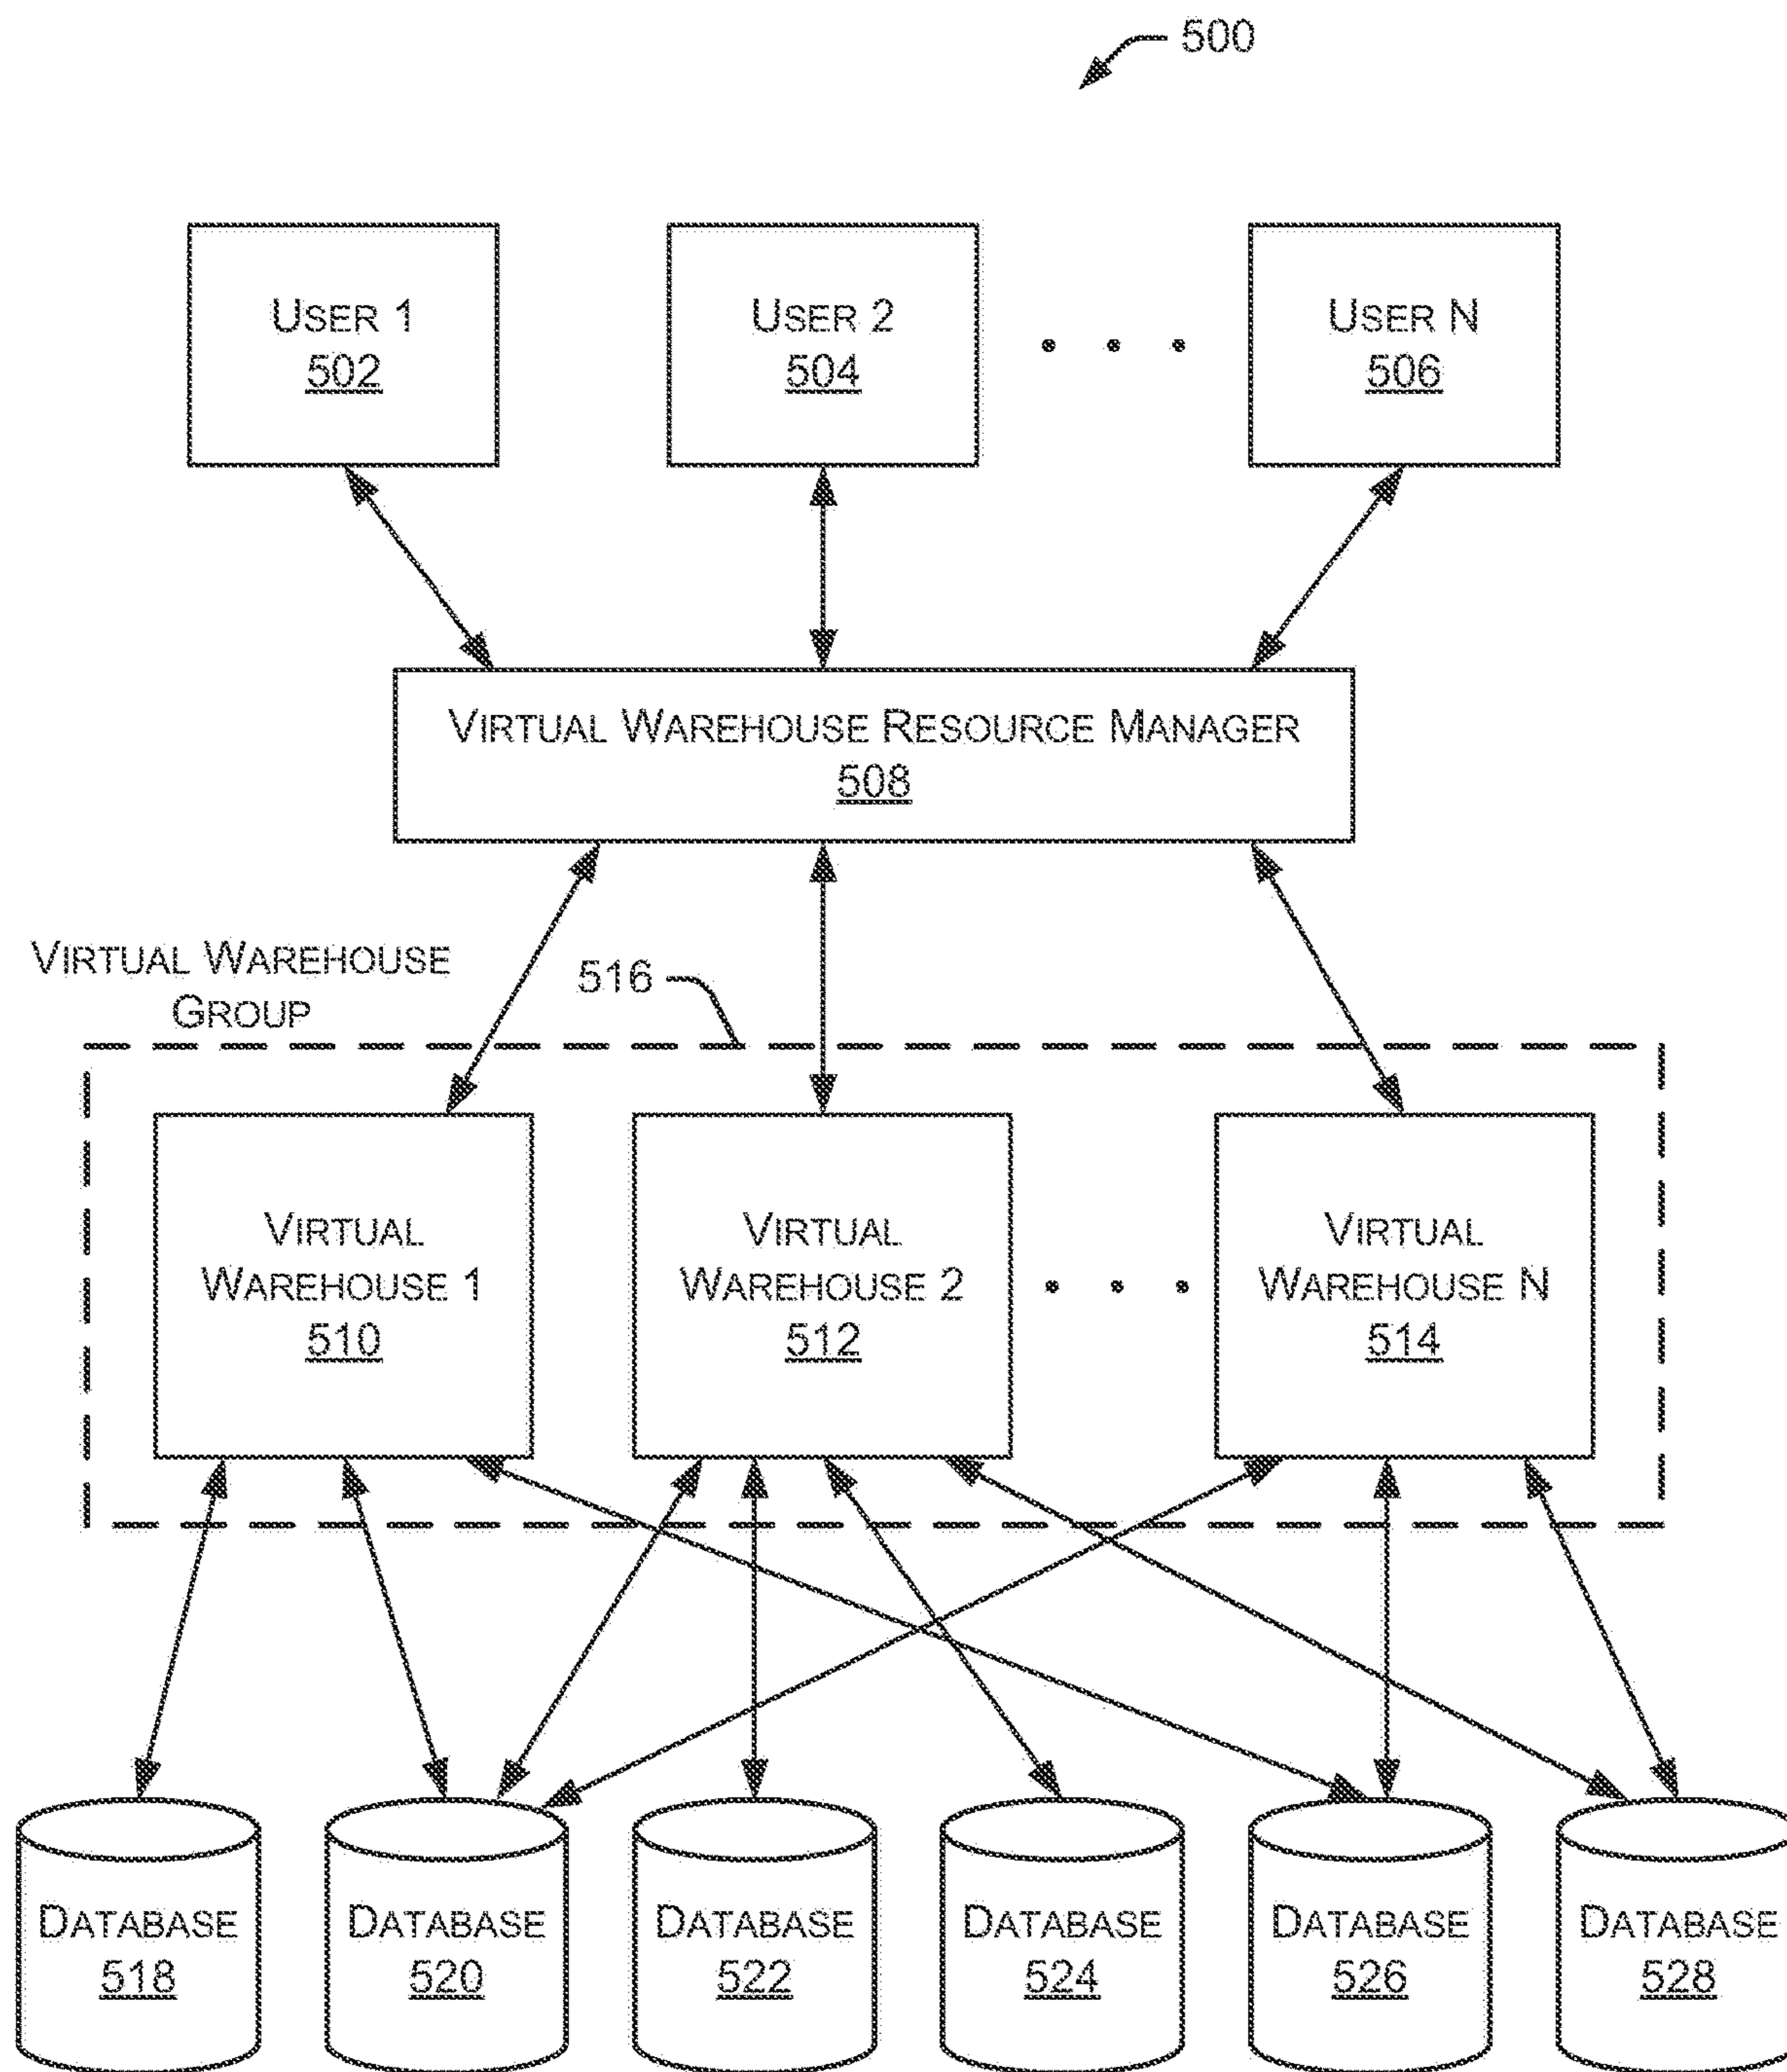 500
USER 1
502
USER 2
504
USER N
506
VIRTUAL WAREHOUSE RESOURCE MANAGER
508
VIRTUAL WAREHOUSE
GROUP
516
VIRTUAL
WAREHOUSE 1
510
VIRTUAL
WAREHOUSE 2
512
VIRTUAL
WAREHOUSE N
514
DATABASE
518
DATABASE
520
DATABASE
522
DATABASE
524
DATABASE
526
DATABASE
528